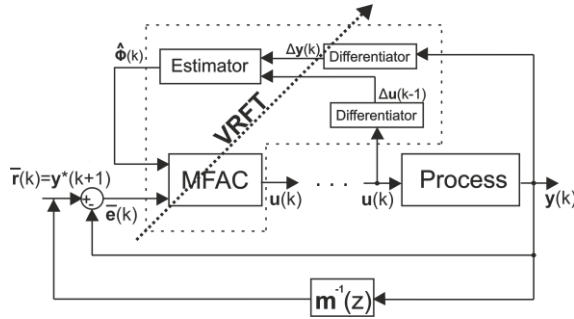 Φ̂(k)
Estimator
Δy(k)
Differentiator
Δu(k-1)
Differentiator
VRFT
r̅(k)=y*(k+1)
+
-
e̅(k)
MFAC
u(k)
. . .
u(k)
Process
y(k)
m⁻¹(z)